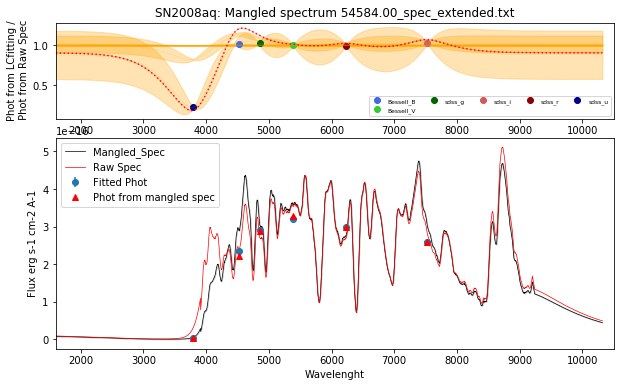 SN2008aq: Mangled spectrum 54584.00_spec_extended.txt
Phot from LCfitting /
Phot from Raw Spec
1.0
0.5
Bessell_B
Bessell_V
sdss_g
sdss_i
sdss_r
sdss_u
2000 3000 4000 5000 6000 7000 8000 9000 10000
1e−16
Mangled_Spec
Raw Spec
Fitted Phot
Phot from mangled spec
Flux erg s-1 cm-2 A-1
5
4
3
2
1
0
2000 3000 4000 5000 6000 7000 8000 9000 10000
Wavelenght